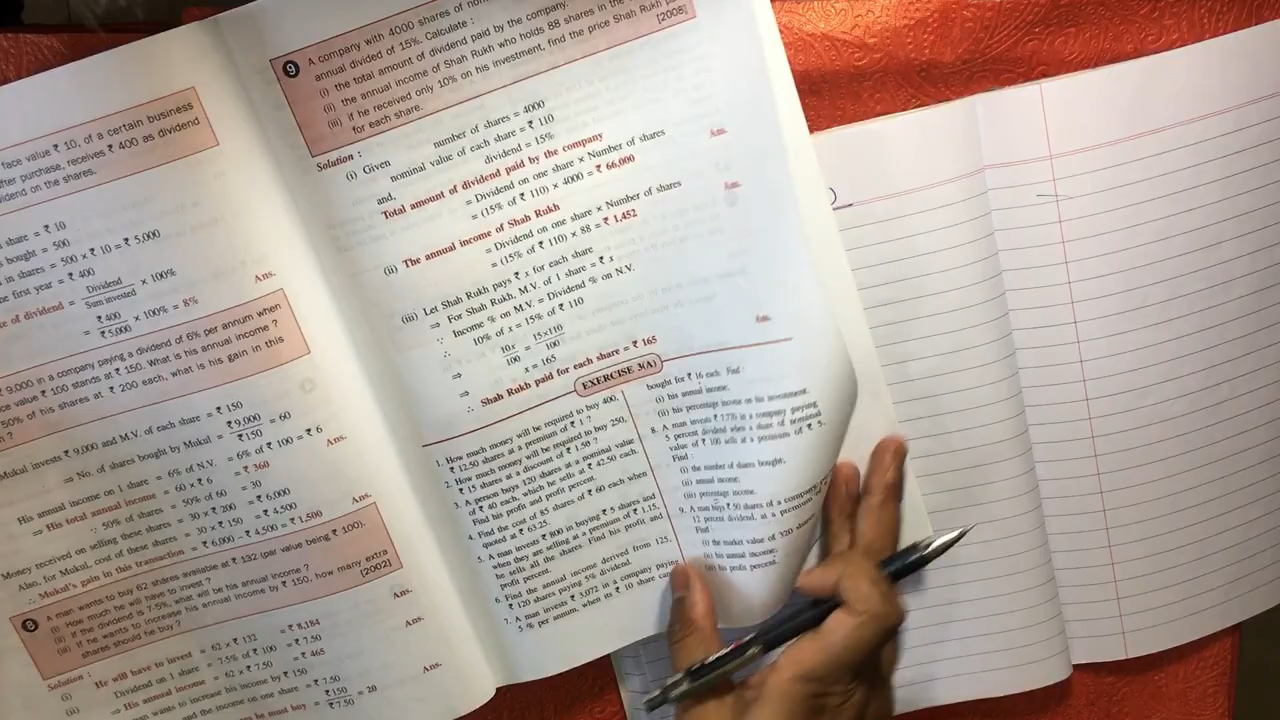 face value ₹ 10, of a certain business
after purchase, receives ₹ 400 as dividend
dividend on the shares.
share = ₹ 10
bought = 500
in shares = 500 × ₹ 10 = ₹ 5,000
the first year = ₹ 400
rate of dividend = Dividend / Sum invested × 100%
= ₹ 400 / ₹ 5,000 × 100% = 8%
Ans.
₹ 9,000 in a company paying a dividend of 6% per annum when
face value ₹ 100 stands at ₹ 150. What is his annual income ?
50% of his shares at ₹ 200 each, what is his gain in this
Mukul invests ₹ 9,000 and M.V. of each share = ₹ 150
⇒ No. of shares bought by Mukul = ₹ 9,000 / ₹ 150 = 60
His annual income on 1 share = 6% of N.V. = 6% of ₹ 100 = ₹ 6
⇒ His total annual income = 60 × ₹ 6 = ₹ 360
Ans.
∵ 50% of shares = 50% of 60 = 30
Money received on selling these shares = 30 × ₹ 200 = ₹ 6,000
Also, for Mukul, cost of these shares = 30 × ₹ 150 = ₹ 4,500
∴ Mukul's gain in this transaction = ₹ 6,000 – ₹ 4,500 = ₹ 1,500
Ans.
8 A man wants to buy 62 shares available at ₹ 132 (par value being ₹ 100).
(i) How much he will have to invest ?
(ii) If the dividend is 7.5%, what will be his annual income ?
(iii) If he wants to increase his annual income by ₹ 150, how many extra
shares should he buy ?
[2002]
Solution :
(i) He will have to invest = 62 × ₹ 132 = ₹ 8,184
Ans.
(ii) Dividend on 1 share = 7.5% of ₹ 100 = ₹ 7.50
⇒ His annual income = 62 × ₹ 7.50 = ₹ 465
Ans.
man wants to increase his income by ₹ 150
and the income on one share = ₹ 7.50
he must buy = ₹ 150 / ₹ 7.50 = 20
Ans.
9 A company with 4000 shares of
annual divided of 15%. Calculate :
(i) the total amount of dividend paid by the company.
(ii) the annual income of Shah Rukh who holds 88 shares in the
(iii) if he received only 10% on his investment, find the price Shah Rukh
for each share.
[2008]
Solution :
(i) Given number of shares = 4000
nominal value of each share = ₹ 110
and, dividend = 15%
Total amount of dividend paid by the company
= Dividend on one share × Number of shares
= (15% of ₹ 110) × 4000 = ₹ 66,000
Ans.
(ii) The annual income of Shah Rukh
= Dividend on one share × Number of shares
= (15% of ₹ 110) × 88 = ₹ 1,452
Ans.
(iii) Let Shah Rukh pays ₹ x for each share
⇒ For Shah Rukh, M.V. of 1 share = ₹ x
∵ Income % on M.V. = Dividend % on N.V.
∴ 10% of x = 15% of ₹ 110
⇒ 10x / 100 = 15×110 / 100
⇒ x = 165
∴ Shah Rukh paid for each share = ₹ 165
Ans.
EXERCISE 3(A)
1. How much money will be required to buy 400,
₹ 12.50 shares at a premium of ₹ 1 ?
2. How much money will be required to buy 250,
₹ 15 shares at a discount of ₹ 1.50 ?
3. A person buys 120 shares at a nominal value
of ₹ 40 each, which he sells at ₹ 42.50 each.
Find his profit and profit percent.
4. Find the cost of 85 shares of ₹ 60 each when
quoted at ₹ 63.25.
5. A man invests ₹ 800 in buying ₹ 5 shares and
when they are selling at a premium of ₹ 1.15,
he sells all the shares. Find his profit and
profit percent.
6. Find the annual income derived from 125,
₹ 120 shares paying 5% dividend.
7. A man invests ₹ 3,072 in a company paying
5 % per annum, when its ₹ 10 share can
bought for ₹ 16 each. Find :
(i) his annual income;
(ii) his percentage income on his investment.
8. A man invests ₹ 7,770 in a company paying
5 percent dividend when a share of nominal
value of ₹ 100 sells at a premium of ₹ 5.
Find :
(i) the number of shares bought;
(ii) annual income;
(iii) percentage income.
9. A man buys ₹ 50 shares of a company,
12 percent dividend, at a premium of
Find :
(i) the market value of 320 shares
(ii) his annual income;
(iii) his profit percent.